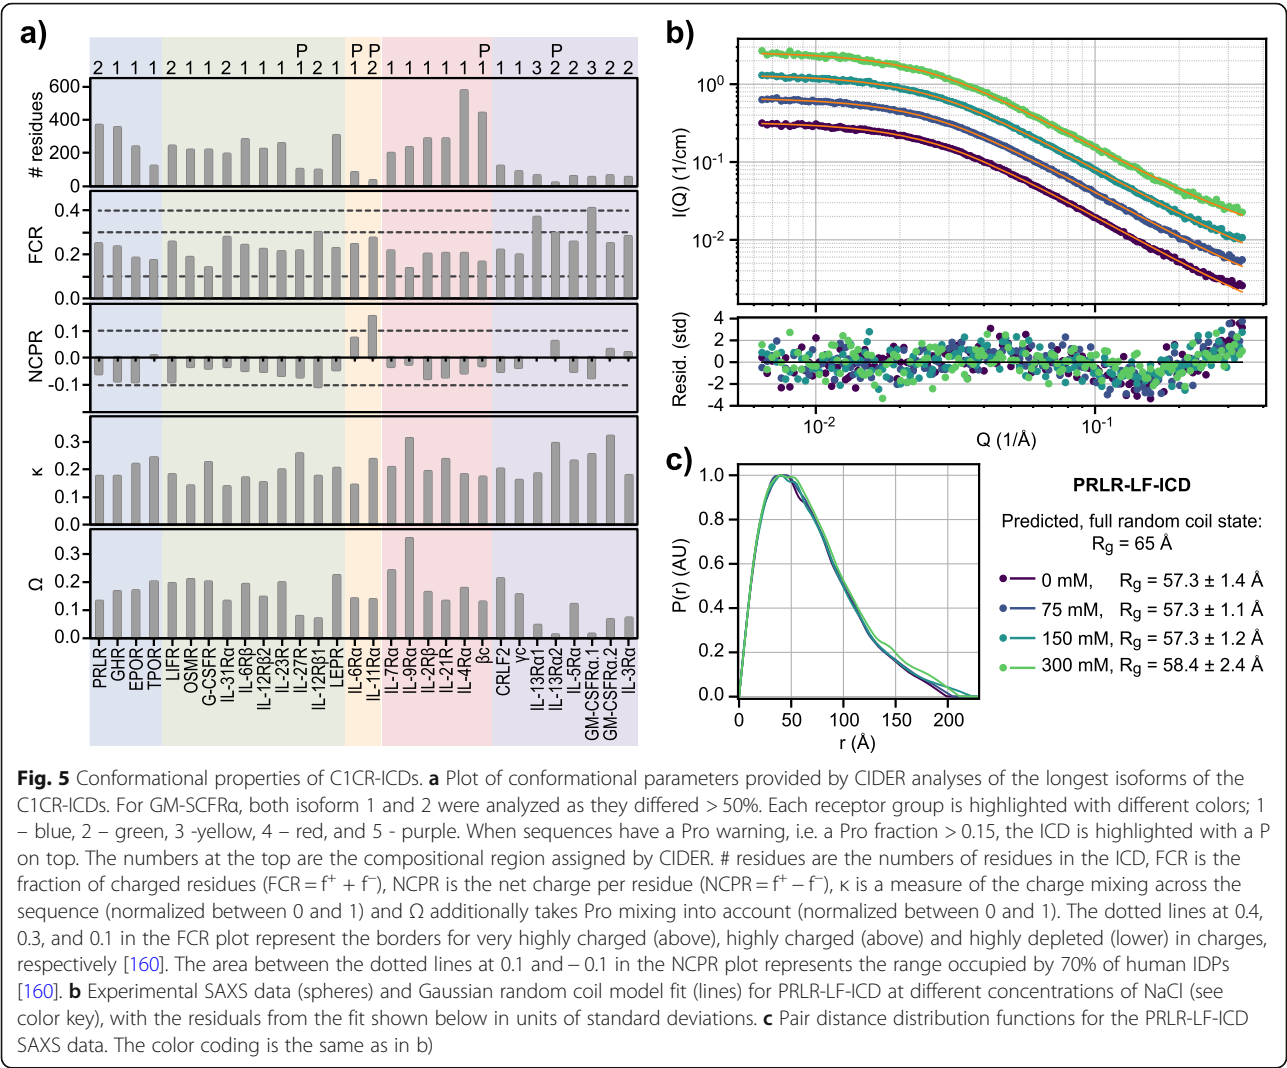 a)
P P P P P
2 1 1 1 2 1 1 2 1 1 1 1 2 1 1 2 1 1 1 1 1 1 1 1 3 2 2 3 2 2
# residues
600
400
200
0
FCR
0.4
0.2
0.0
NCPR
0.1
0.0
-0.1
κ
0.3
0.2
0.1
0.0
Ω
0.3
0.2
0.1
0.0
PRLR
GHR
EPOR
TPOR
LIFR
OSMR
G-CSFR
IL-31Rα
IL-6Rβ
IL-12Rβ2
IL-23R
IL-27R
IL-12Rβ1
LEPR
IL-6Rα
IL-11Rα
IL-7Rα
IL-9Rα
IL-2Rβ
IL-21R
IL-4Rα
βc
CRLF2
γc
IL-13Rα1
IL-13Rα2
IL-5Rα
GM-CSFRα.1
GM-CSFRα.2
IL-3Rα
b)
I(Q) (1/cm)
10⁰
10⁻¹
10⁻²
Resid. (std)
4
2
0
-2
-4
10⁻² 10⁻¹
Q (1/Å)
c)
P(r) (AU)
1.0
0.8
0.6
0.4
0.2
0.0
0 50 100 150 200
r (Å)
PRLR-LF-ICD
Predicted, full random coil state:
Rg = 65 Å
0 mM, Rg = 57.3 ± 1.4 Å
75 mM, Rg = 57.3 ± 1.1 Å
150 mM, Rg = 57.3 ± 1.2 Å
300 mM, Rg = 58.4 ± 2.4 Å
Fig. 5 Conformational properties of C1CR-ICDs. a Plot of conformational parameters provided by CIDER analyses of the longest isoforms of the
C1CR-ICDs. For GM-SCFRα, both isoform 1 and 2 were analyzed as they differed > 50%. Each receptor group is highlighted with different colors; 1
– blue, 2 – green, 3 -yellow, 4 – red, and 5 - purple. When sequences have a Pro warning, i.e. a Pro fraction > 0.15, the ICD is highlighted with a P
on top. The numbers at the top are the compositional region assigned by CIDER. # residues are the numbers of residues in the ICD, FCR is the
fraction of charged residues (FCR = f⁺ + f⁻), NCPR is the net charge per residue (NCPR = f⁺ − f⁻), κ is a measure of the charge mixing across the
sequence (normalized between 0 and 1) and Ω additionally takes Pro mixing into account (normalized between 0 and 1). The dotted lines at 0.4,
0.3, and 0.1 in the FCR plot represent the borders for very highly charged (above), highly charged (above) and highly depleted (lower) in charges,
respectively [160]. The area between the dotted lines at 0.1 and − 0.1 in the NCPR plot represents the range occupied by 70% of human IDPs
[160]. b Experimental SAXS data (spheres) and Gaussian random coil model fit (lines) for PRLR-LF-ICD at different concentrations of NaCl (see
color key), with the residuals from the fit shown below in units of standard deviations. c Pair distance distribution functions for the PRLR-LF-ICD
SAXS data. The color coding is the same as in b)